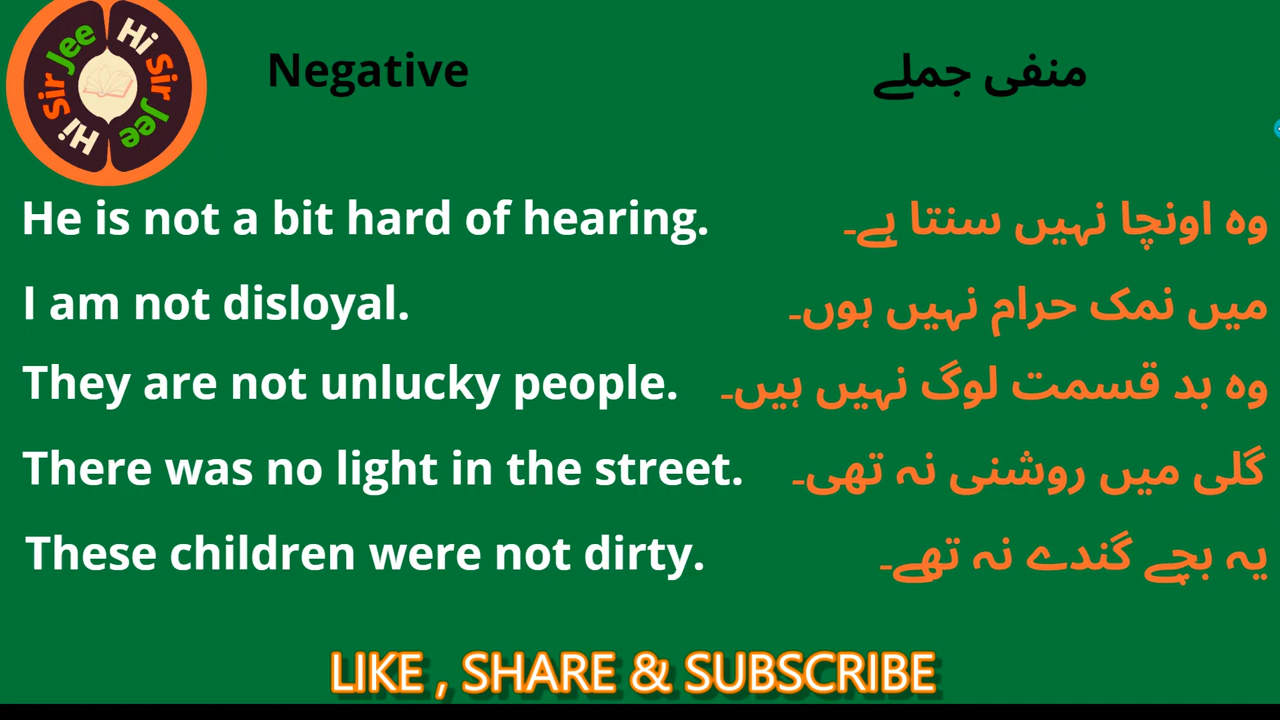 Hi Sir Jee
Hi Sir Jee
Negative منفی جملے
He is not a bit hard of hearing. وہ اونچا نہیں سنتا ہے۔
I am not disloyal. میں نمک حرام نہیں ہوں۔
They are not unlucky people. وہ بد قسمت لوگ نہیں ہیں۔
There was no light in the street. گلی میں روشنی نہ تھی۔
These children were not dirty. یہ بچے گندے نہ تھے۔
LIKE , SHARE & SUBSCRIBE